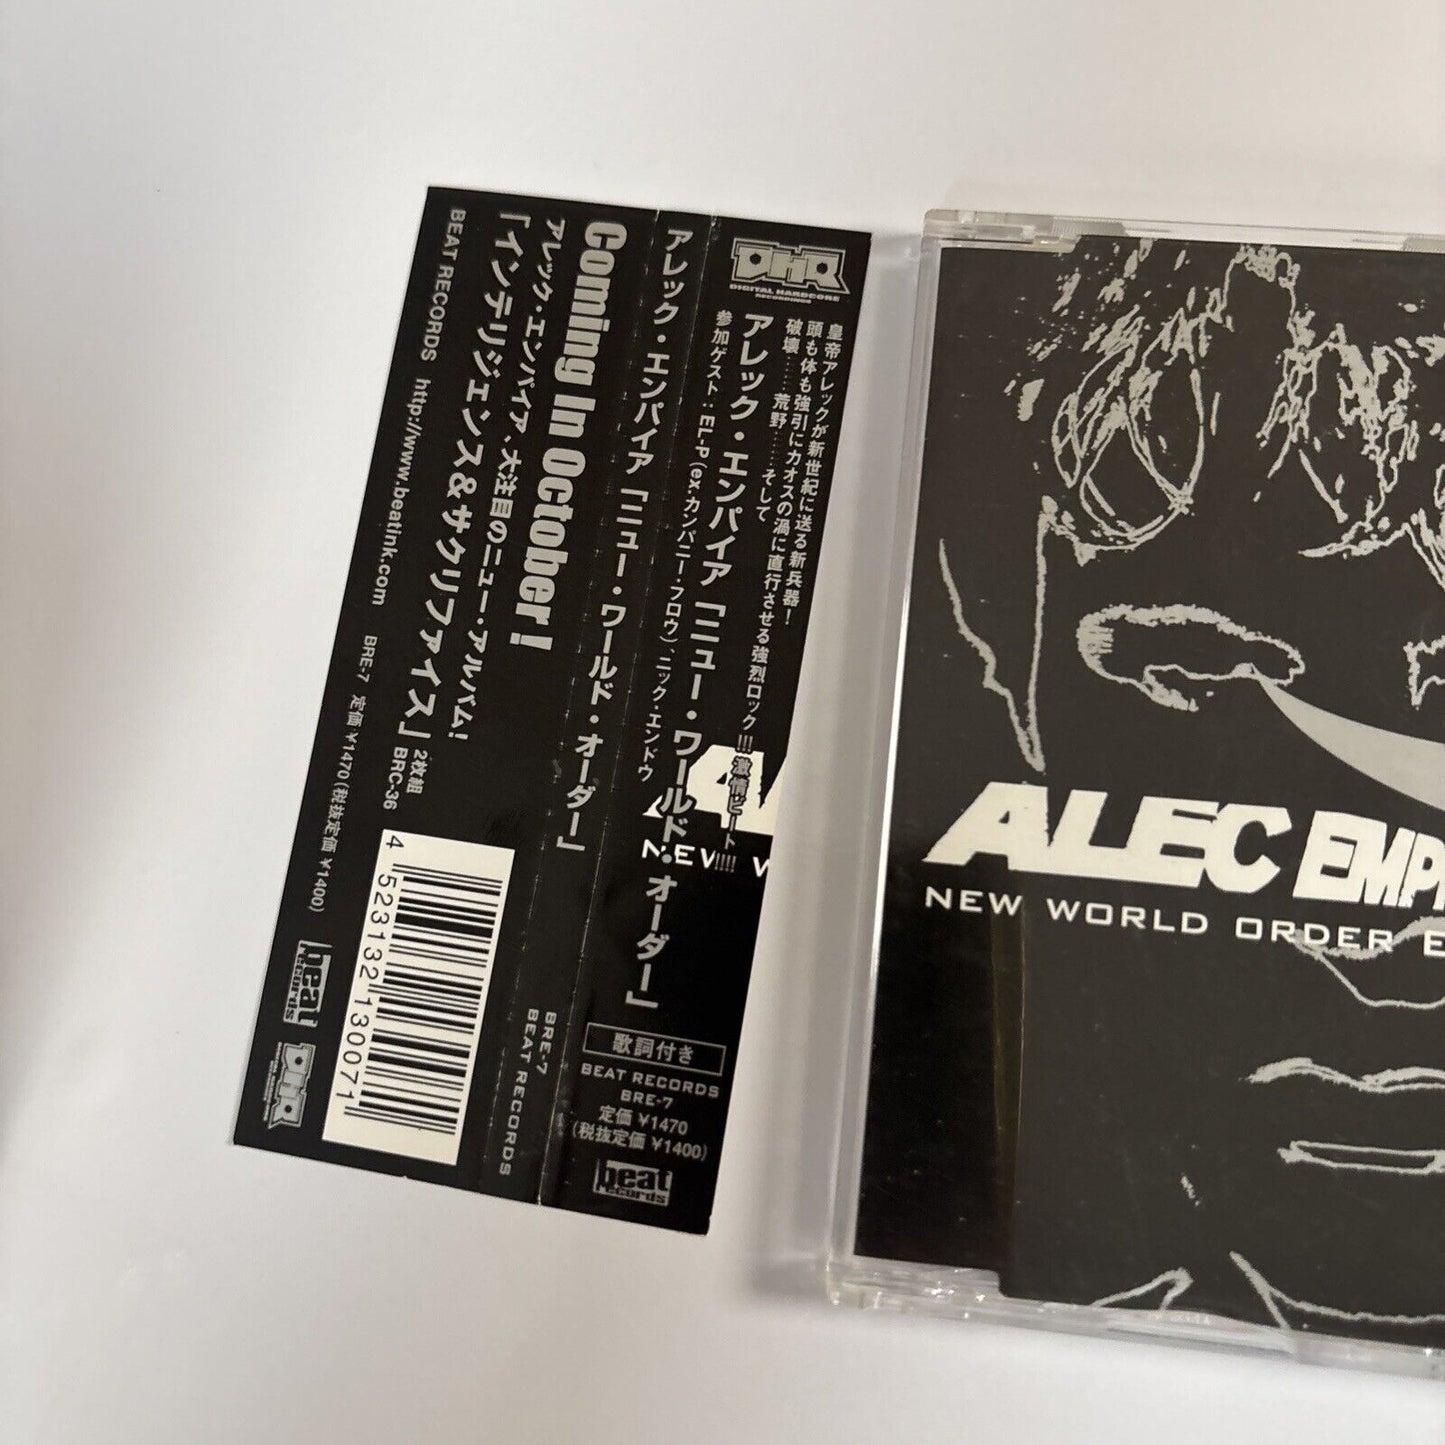 DHR
DIGITAL HARDCORE
RECORDINGS
皇帝アレックが新世紀に送る新兵器!
頭も体も強引にカオスの渦に直行させる強烈ロック!!!激情ビート!!!!
破壊……荒野……そして
アレック・エンパイア「ニュー・ワールド・オーダー」
参加ゲスト:EL-P(ex.カンパニー・フロウ)、ニック・エンドウ
NEW W
歌詞付き
BEAT RECORDS
BRE-7
定価 ¥1470
(税抜定価 ¥1400)
beat
records
アレック・エンパイア「ニュー・ワールド・オーダー」
BRE-7
BEAT RECORDS
Coming In October!
アレック・エンパイア、大注目のニュー・アルバム!
「インテリジェンス&サクリファイス」 2枚組
BRC-36
BEAT RECORDS http://www.beatink.com
BRE-7 定価 ¥1470(税抜定価 ¥1400)
4 523132 130071
beat
records
DHR
ALEC EMP
NEW WORLD ORDER E